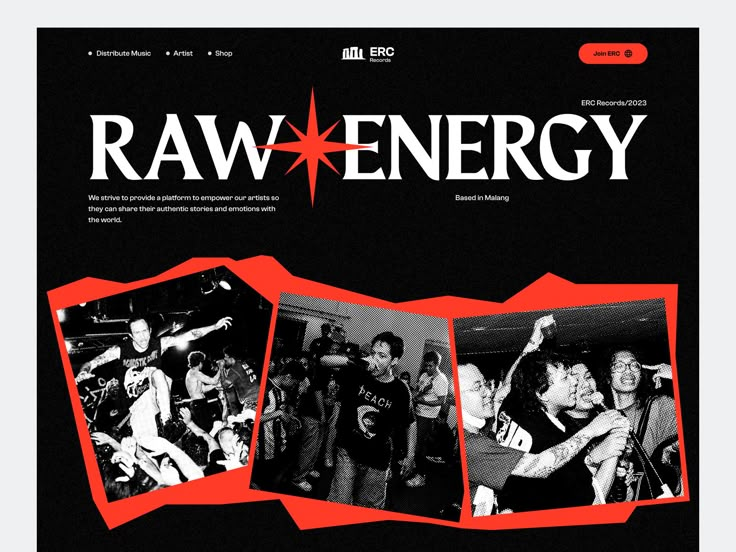 Distribute Music
Artist
Shop
ERC
Records
Join ERC
ERC Records/2023
RAW ENERGY
We strive to provide a platform to empower our artists so
they can share their authentic stories and emotions with
the world.
Based in Malang
PEACH